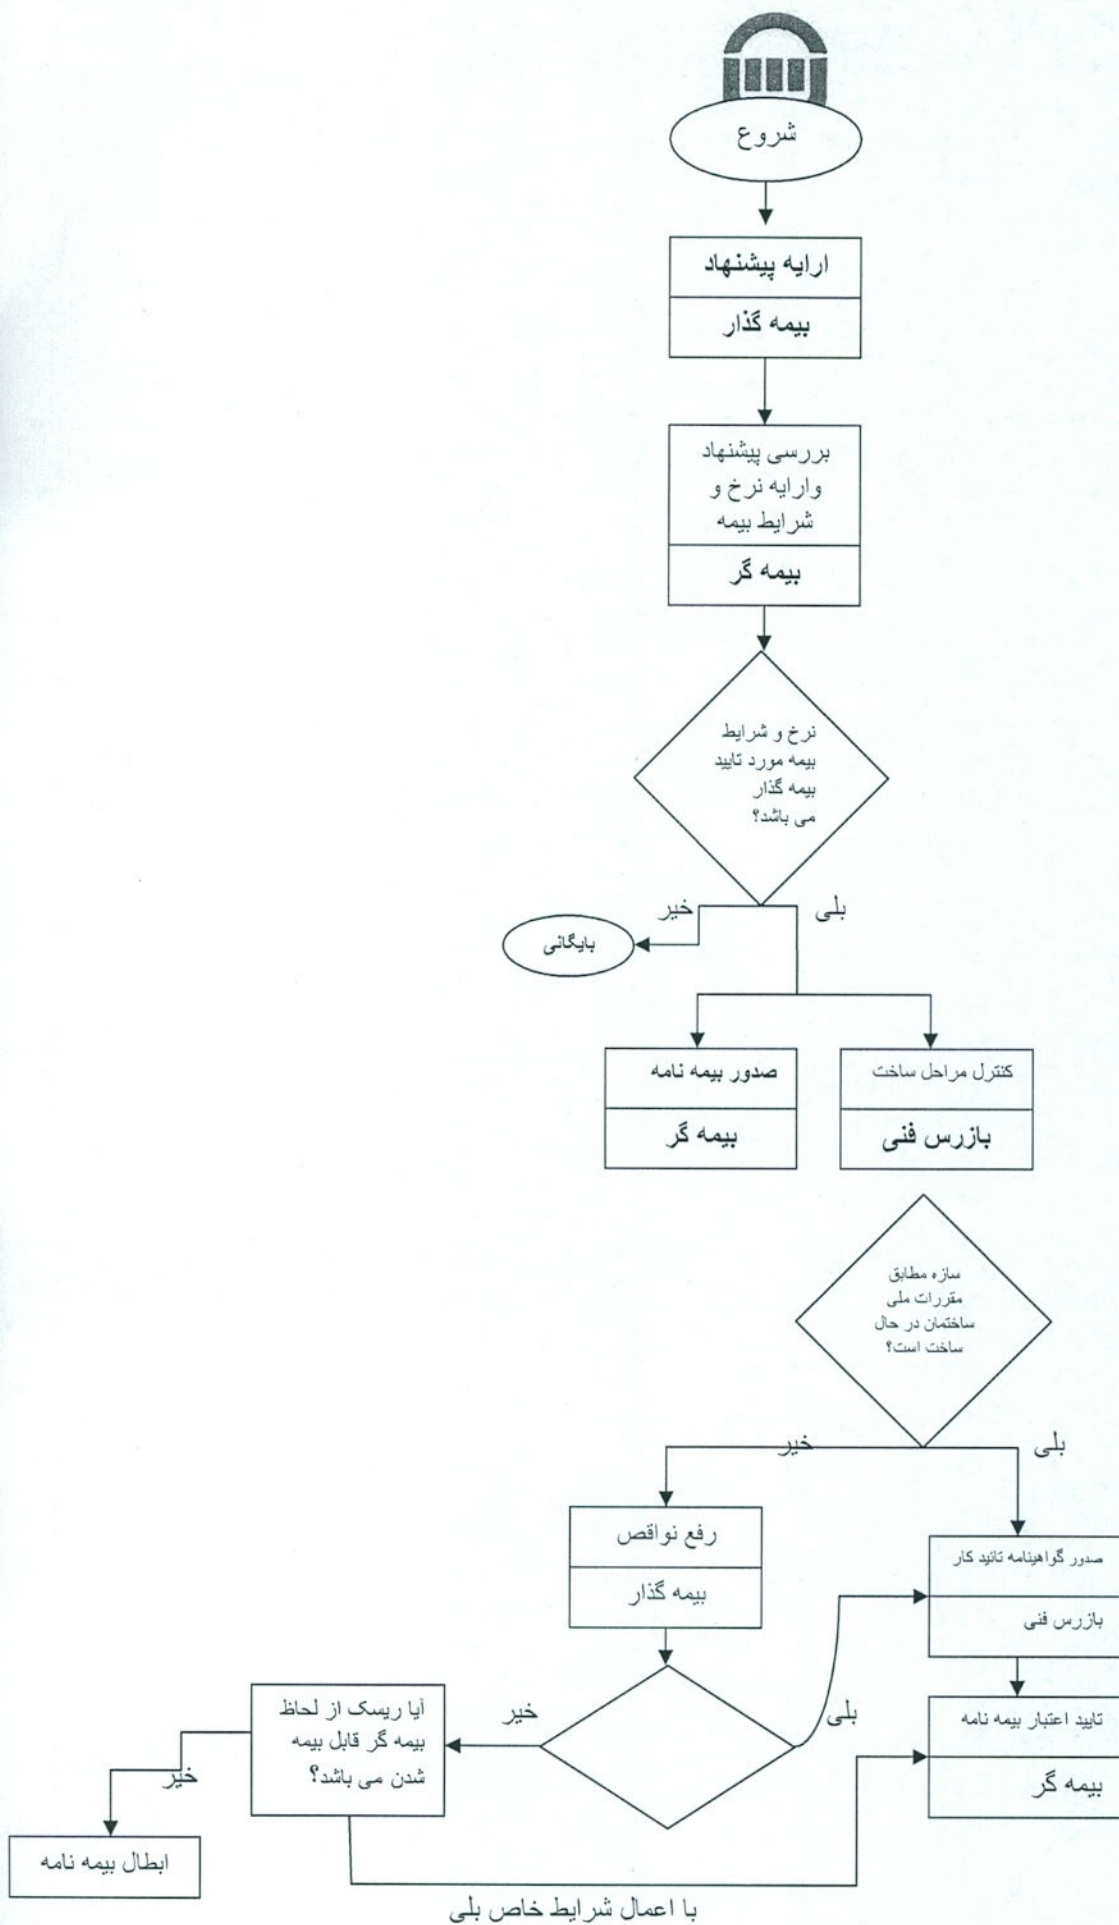 شروع
ارایه پیشنهاد
بیمه گذار
بررسی پیشنهاد
وارایه نرخ و
شرایط بیمه
بیمه گر
نرخ و شرایط
بیمه مورد تایید
بیمه گذار
می باشد؟
بلی
خیر
بایگانی
کنترل مراحل ساخت
بازرس فنی
صدور بیمه نامه
بیمه گر
سازه مطابق
مقررات ملی
ساختمان در حال
ساخت است؟
بلی
خیر
صدور گواهینامه تائید کار
بازرس فنی
رفع نواقص
بیمه گذار
تایید اعتبار بیمه نامه
بیمه گر
بلی
خیر
آیا ریسک از لحاظ
بیمه گر قابل بیمه
شدن می باشد؟
خیر
ابطال بیمه نامه
با اعمال شرایط خاص بلی